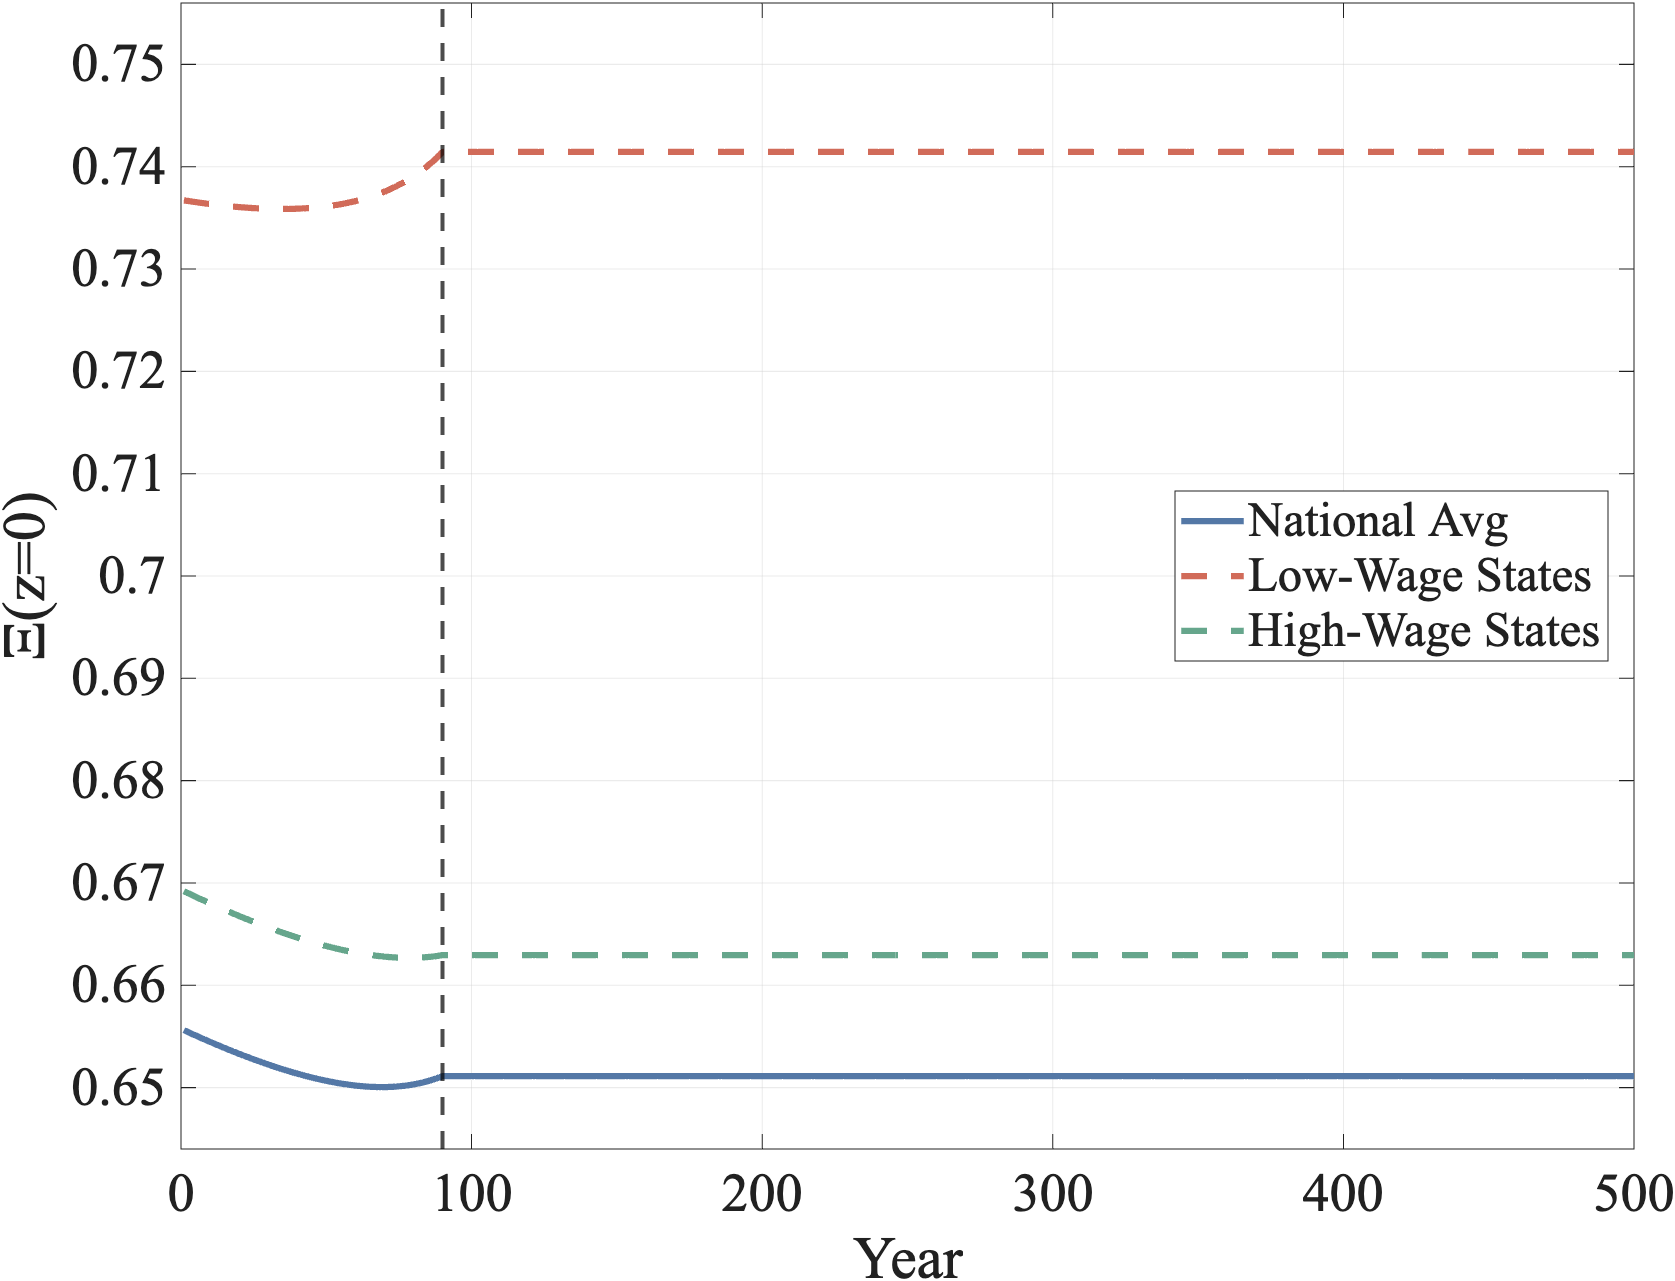 0.75
0.74
0.73
0.72
0.71
0.7
0.69
0.68
0.67
0.66
0.65
Ξ(z=0)
National Avg
Low-Wage States
High-Wage States
0 100 200 300 400 500
Year